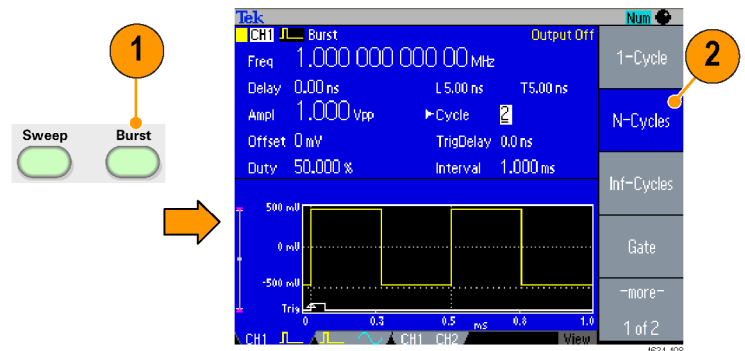 1
Sweep Burst
Tek Num
CH1 Burst Output Off
Freq 1.000 000 000 00 MHz
Delay 0.00 ns L 5.00 ns T5.00 ns
Ampl 1.000 Vpp Cycle 2
Offset 0 mV TrigDelay 0.0 ns
Duty 50.000 % Interval 1.000 ms
500 mV
0 mV
-500 mV
Trig
0 0.3 0.5 ms 0.8 1.0
CH1 CH1 CH2 View
1-Cycle
2
N-Cycles
Inf-Cycles
Gate
-more-
1 of 2